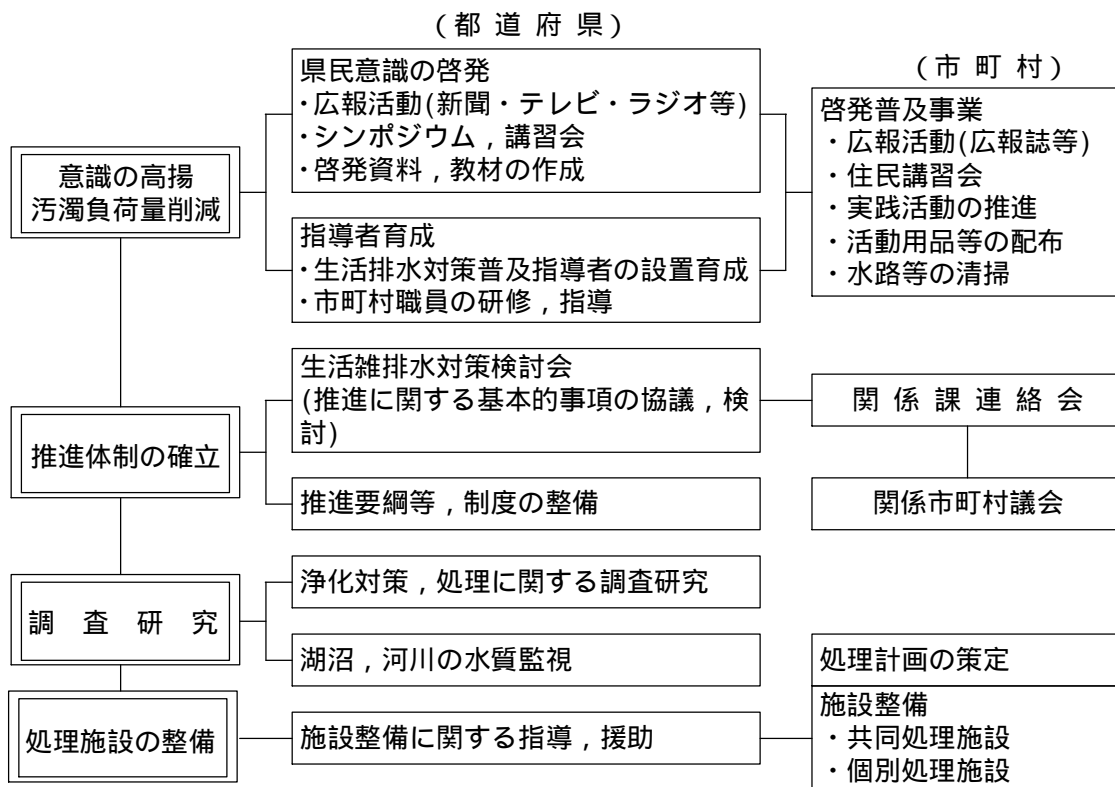 (都道府県)
県民意識の啓発
・広報活動(新聞・テレビ・ラジオ等)
・シンポジウム,講習会
・啓発資料,教材の作成
(市町村)
啓発普及事業
・広報活動(広報誌等)
・住民講習会
・実践活動の推進
・活動用品等の配布
・水路等の清掃
意識の高揚
汚濁負荷量削減
指導者育成
・生活排水対策普及指導者の設置育成
・市町村職員の研修,指導
生活雑排水対策検討会
(推進に関する基本的事項の協議,検
討)
関係課連絡会
推進体制の確立
推進要綱等,制度の整備
関係市町村議会
浄化対策,処理に関する調査研究
調査研究
湖沼,河川の水質監視
処理計画の策定
処理施設の整備
施設整備に関する指導,援助
施設整備
・共同処理施設
・個別処理施設